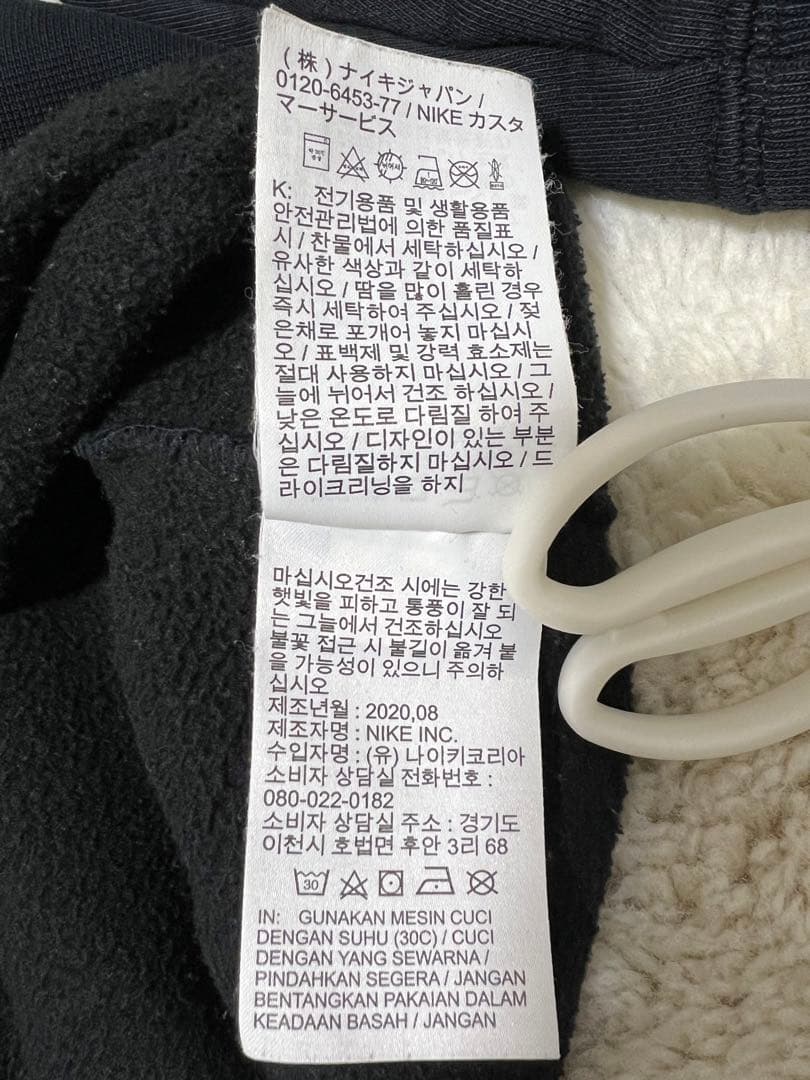 (株)ナイキジャパン /
0120-6453-77 / NIKE カスタ
マーサービス
K: 전기용품 및 생활용품
안전관리법에 의한 품질표
시 / 찬물에서 세탁하십시오 /
유사한 색상과 같이 세탁하
십시오 / 땀을 많이 흘린 경우
즉시 세탁하여 주십시오 / 젖
은채로 포개어 놓지 마십시
오 / 표백제 및 강력 효소제는
절대 사용하지 마십시오 / 그
늘에 뉘어서 건조 하십시오 /
낮은 온도로 다림질 하여 주
십시오 / 디자인이 있는 부분
은 다림질하지 마십시오 / 드
라이크리닝을 하지
마십시오건조 시에는 강한
햇빛을 피하고 통풍이 잘 되
는 그늘에서 건조하십시오
불꽃 접근 시 불길이 옮겨 붙
을 가능성이 있으니 주의하
십시오
제조년월 : 2020,08
제조자명 : NIKE INC.
수입자명 : (유) 나이키코리아
소비자 상담실 전화번호 :
080-022-0182
소비자 상담실 주소 : 경기도
이천시 호법면 후안 3리 68
30
IN: GUNAKAN MESIN CUCI
DENGAN SUHU (30C) / CUCI
DENGAN YANG SEWARNA /
PINDAHKAN SEGERA / JANGAN
BENTANGKAN PAKAIAN DALAM
KEADAAN BASAH / JANGAN